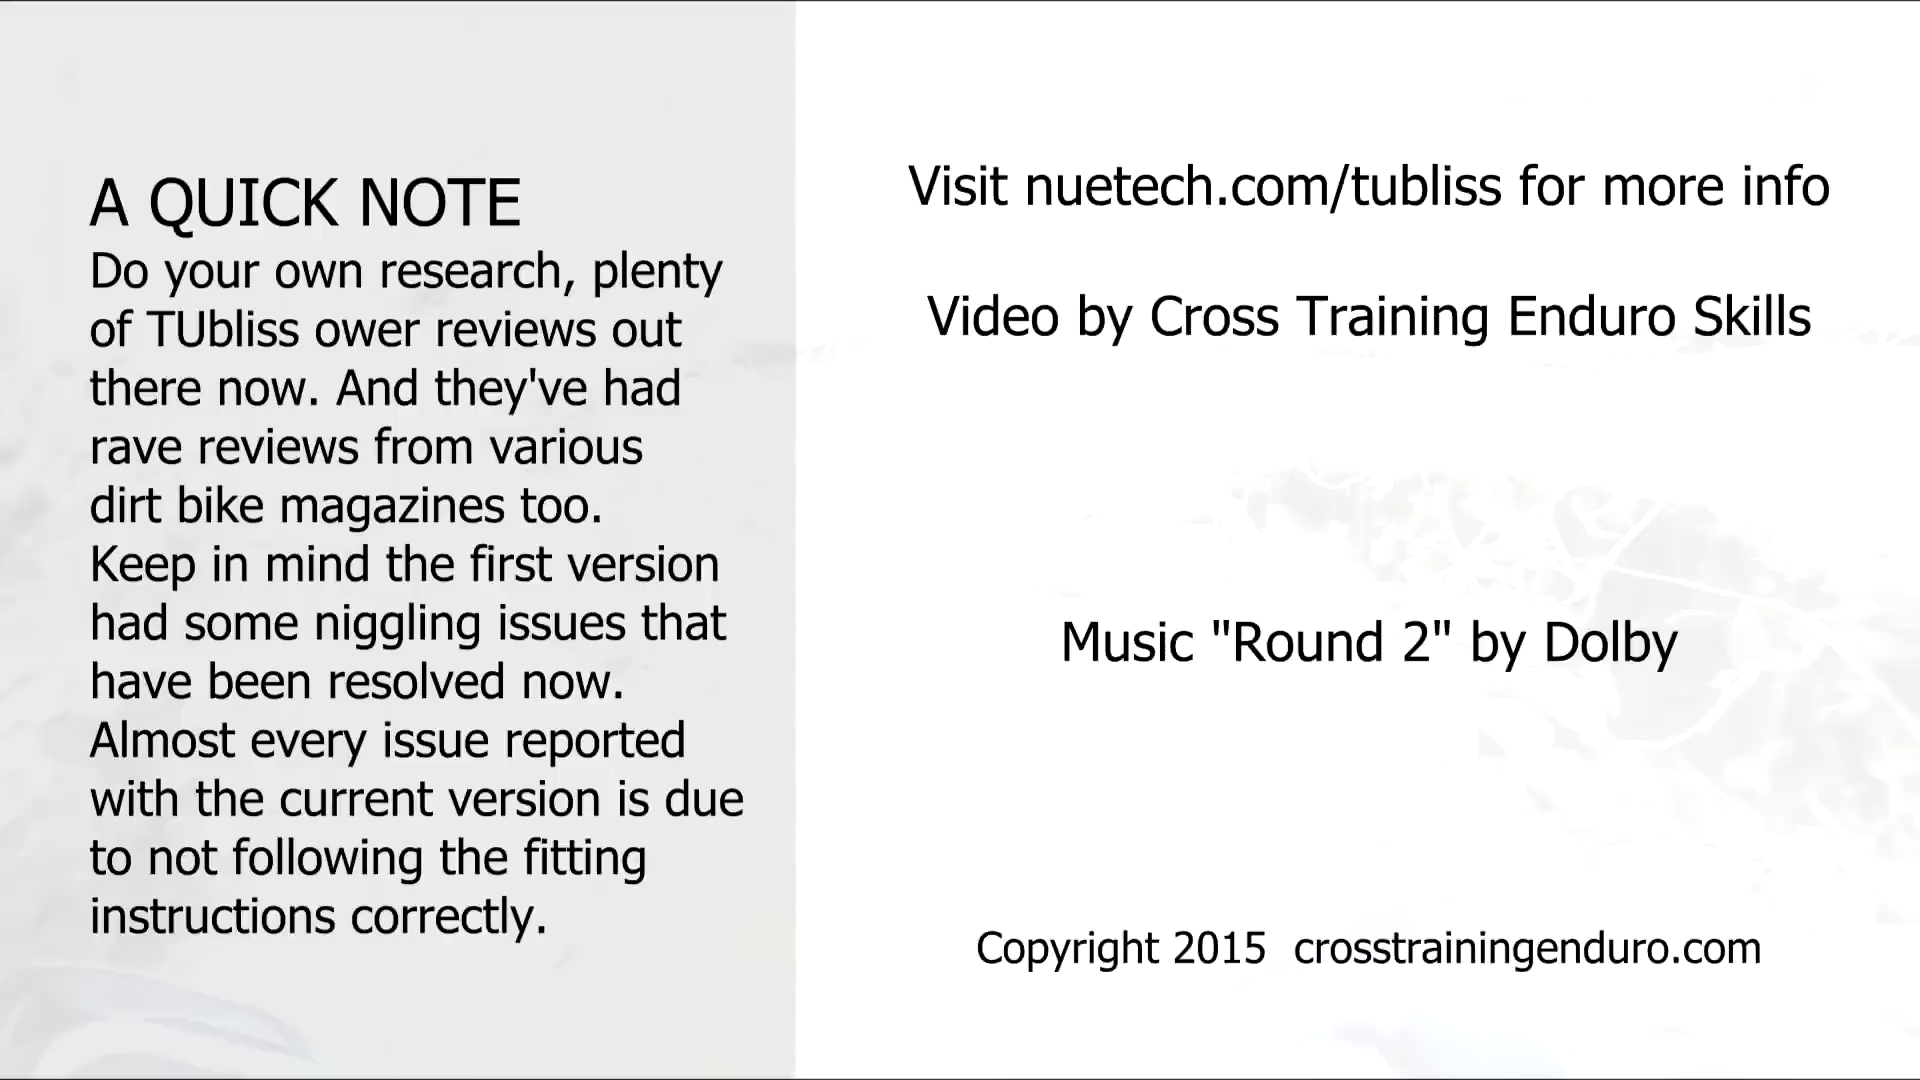 A QUICK NOTE
Do your own research, plenty
of TUbliss ower reviews out
there now. And they've had
rave reviews from various
dirt bike magazines too.
Keep in mind the first version
had some niggling issues that
have been resolved now.
Almost every issue reported
with the current version is due
to not following the fitting
instructions correctly.
Visit nuetech.com/tubliss for more info
Video by Cross Training Enduro Skills
Music "Round 2" by Dolby
Copyright 2015  crosstrainingenduro.com